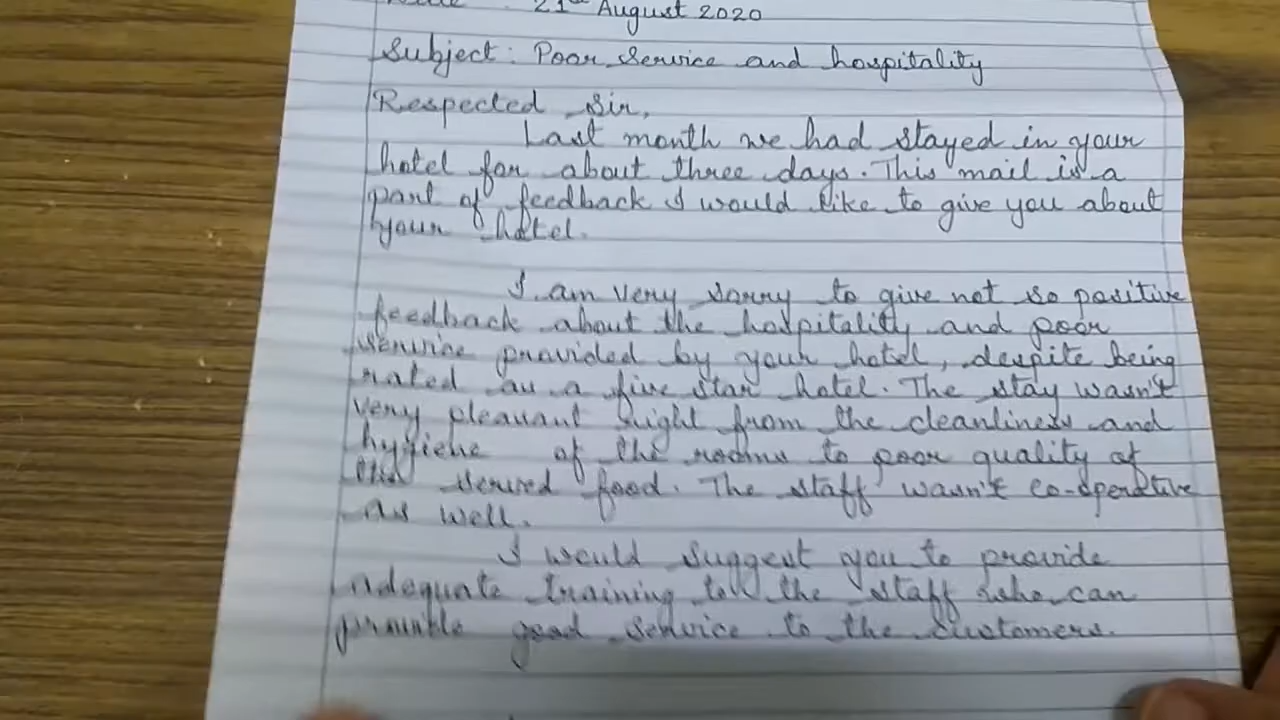 21st August 2020
Subject: Poor service and hospitality
Respected Sir,
Last month we had stayed in your
hotel for about three days. This mail is a
part of feedback I would like to give you about
your hotel.
I am very sorry to give not so positive
feedback about the hospitality and poor
service provided by your hotel, despite being
rated as a five star hotel. The stay wasn't
very pleasant right from the cleanliness and
hygiene of the rooms to poor quality of
the served food. The staff wasn't co-operative
as well.
I would suggest you to provide
adequate training to the staff who can
good service to the customers.